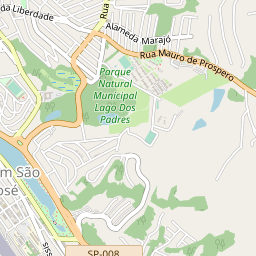 da Liberdade
Rua
Alameda Marajó
Rua Mauro de Prospero
Parque
Natural
Municipal
Lago Dos
Padres
m São
osé
SP-008